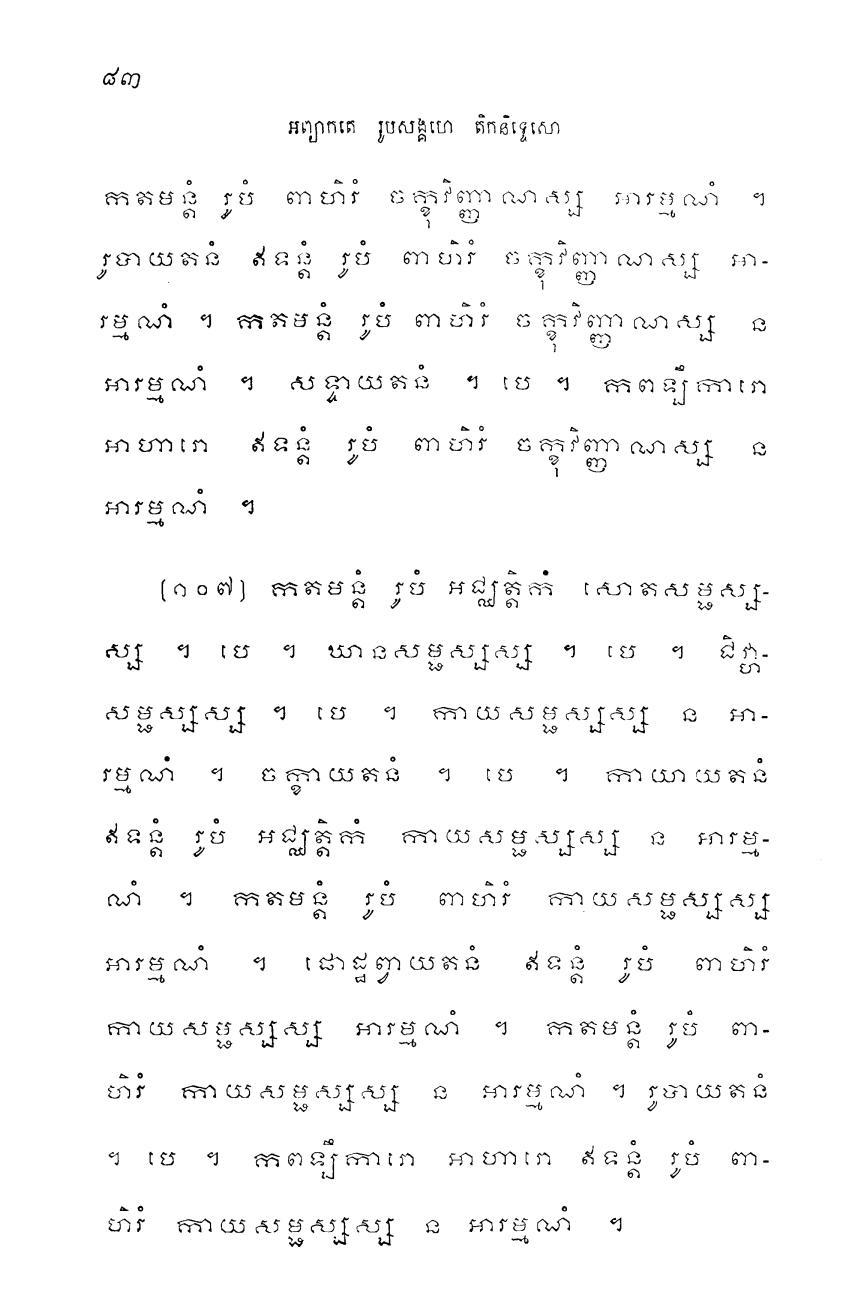 ៨៣
អព្យាកតេ រូបសង្គហេ តិកនិទ្ទេសោ
កតមន្តំ រូបំ ពាហិរំ ចក្ខុវិញ្ញាណស្ស អារម្មណំ ។
រូបាយតនំ ឥទន្តំ រូបំ ពាហិរំ ចក្ខុវិញ្ញាណស្ស អា-
រម្មណំ ។ កតមន្តំ រូបំ ពាហិរំ ចក្ខុវិញ្ញាណស្ស ន
អារម្មណំ ។ សទ្ទាយតនំ ។ បេ ។ កពឡ្បីការោ
អាហារោ ឥទន្តំ រូបំ ពាហិរំ ចក្ខុវិញ្ញាណស្ស ន
អារម្មណំ ។
[១០៧] កតមន្តំ រូបំ អជ្ឈត្តិកំ សោតសម្ផស្ស-
ស្ស ។ បេ ។ ឃានសម្ផស្សស្ស ។ បេ ។ ជិវ្ហា-
សម្ផស្សស្ស ។ បេ ។ កាយសម្ផស្សស្ស ន អា-
រម្មណំ ។ ចក្ខាយតនំ ។ បេ ។ កាយាយតនំ
ឥទន្តំ រូបំ អជ្ឈត្តិកំ កាយសម្ផស្សស្ស ន អារម្ម-
ណំ ។ កតមន្តំ រូបំ ពាហិរំ កាយសម្ផស្សស្ស
អារម្មណំ ។ ផោដ្ឋព្វាយតនំ ឥទន្តំ រូបំ ពាហិរំ
កាយសម្ផស្សស្ស អារម្មណំ ។ កតមន្តំ រូបំ ពា-
ហិរំ កាយសម្ផស្សស្ស ន អារម្មណំ ។ រូបាយតនំ
។ បេ ។ កពឡ្បីការោ អាហារោ ឥទន្តំ រូបំ ពា-
ហិរំ កាយសម្ផស្សស្ស ន អារម្មណំ ។